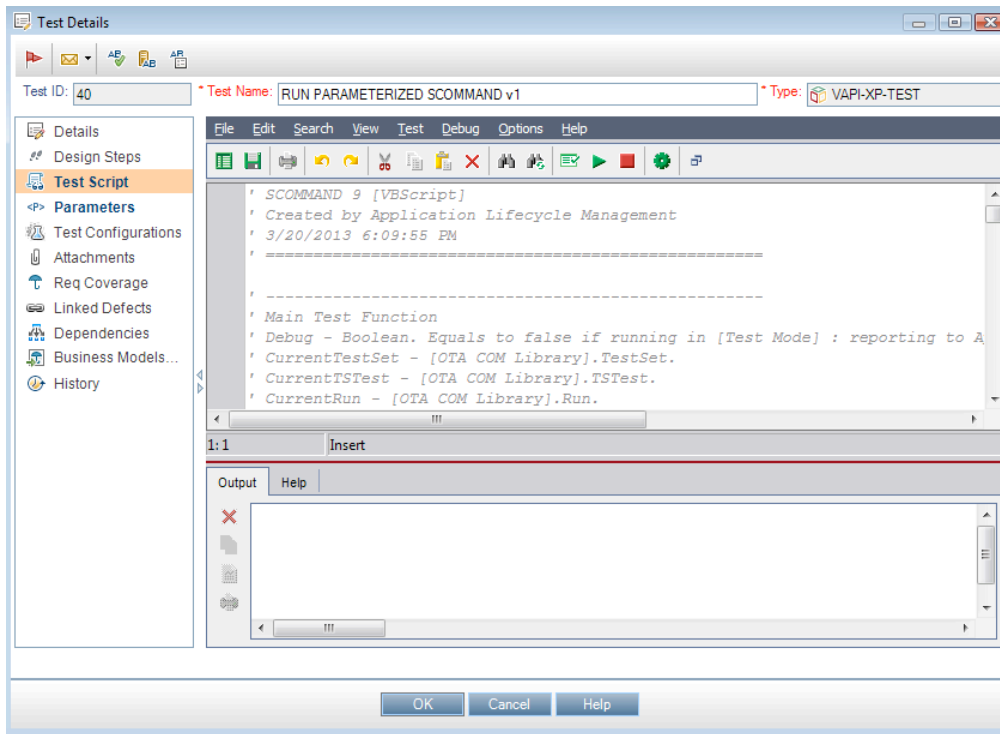 Test Details
Test ID: 40 * Test Name: RUN PARAMETERIZED SCOMMAND v1 * Type: VAPI-XP-TEST
Details
Design Steps
Test Script
<P> Parameters
Test Configurations
Attachments
Req Coverage
Linked Defects
Dependencies
Business Models...
History
File Edit Search View Test Debug Options Help
' SCOMMAND 9 [VBScript]
' Created by Application Lifecycle Management
' 3/20/2013 6:09:55 PM
' ====================================================
' ----------------------------------------------------
' Main Test Function
' Debug - Boolean. Equals to false if running in [Test Mode] : reporting to A
' CurrentTestSet - [OTA COM Library].TestSet.
' CurrentTSTest - [OTA COM Library].TSTest.
' CurrentRun - [OTA COM Library].Run.
1: 1 Insert
Output Help
OK Cancel Help